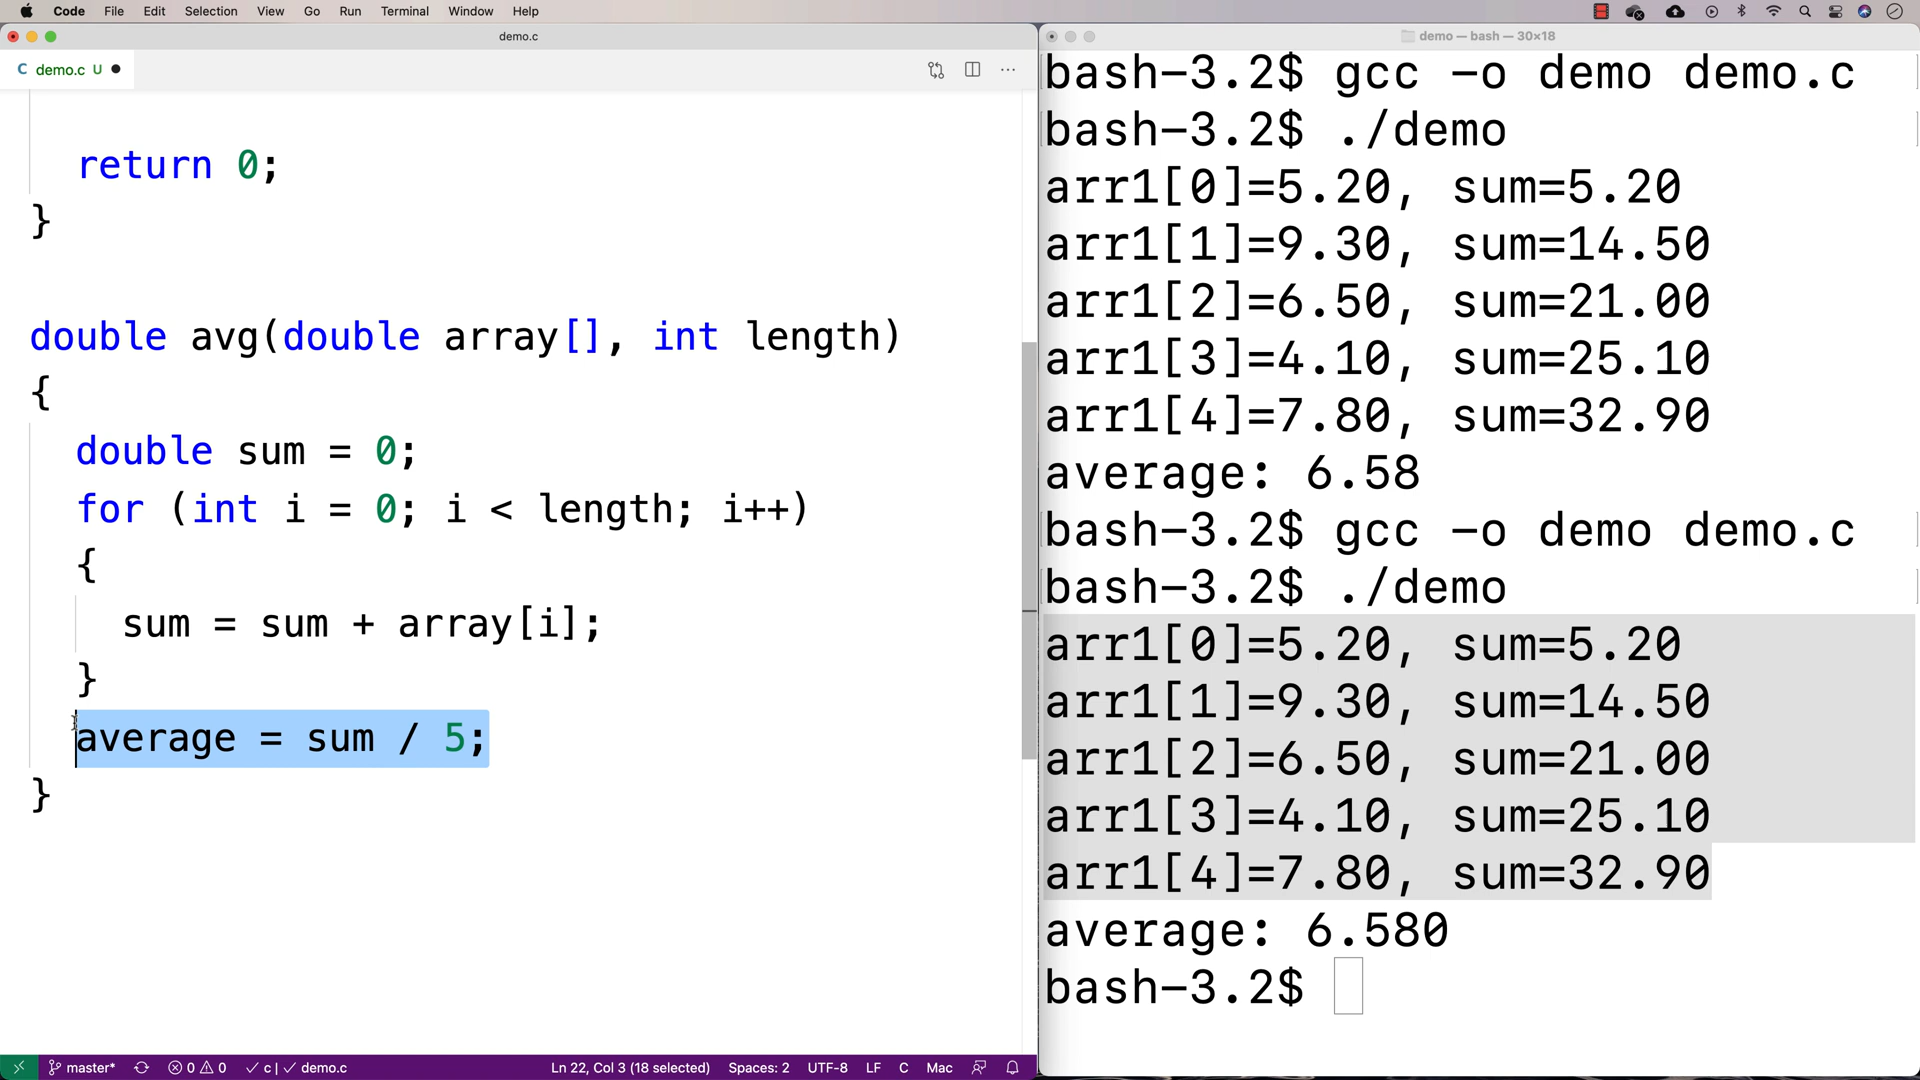 Code File Edit Selection View Go Run Terminal Window Help
demo.c
C demo.c U
return 0;
}
double avg(double array[], int length)
{
double sum = 0;
for (int i = 0; i < length; i++)
{
sum = sum + array[i];
}
average = sum / 5;
}
master* 0 0 c | demo.c Ln 22, Col 3 (18 selected) Spaces: 2 UTF-8 LF C Mac
demo — bash — 30×18
bash-3.2$ gcc -o demo demo.c
bash-3.2$ ./demo
arr1[0]=5.20, sum=5.20
arr1[1]=9.30, sum=14.50
arr1[2]=6.50, sum=21.00
arr1[3]=4.10, sum=25.10
arr1[4]=7.80, sum=32.90
average: 6.58
bash-3.2$ gcc -o demo demo.c
bash-3.2$ ./demo
arr1[0]=5.20, sum=5.20
arr1[1]=9.30, sum=14.50
arr1[2]=6.50, sum=21.00
arr1[3]=4.10, sum=25.10
arr1[4]=7.80, sum=32.90
average: 6.580
bash-3.2$